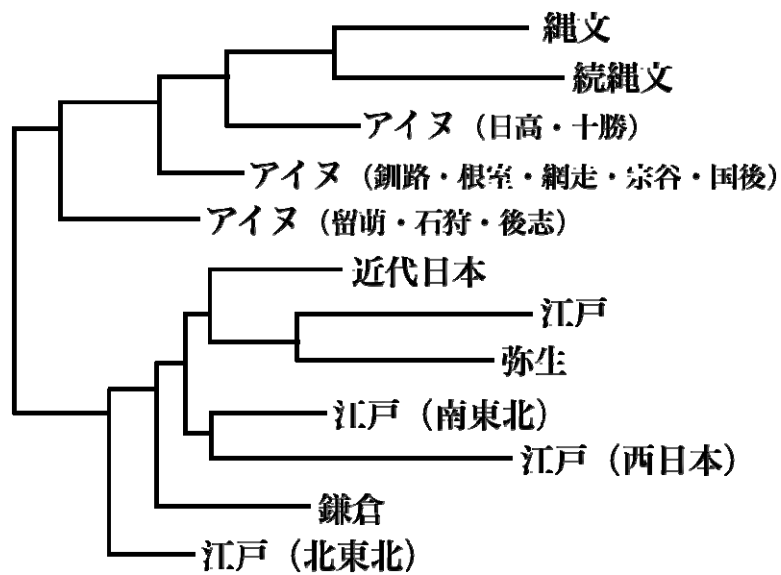 縄文
続縄文
アイヌ（日高・十勝）
アイヌ（釧路・根室・網走・宗谷・国後）
アイヌ（留萌・石狩・後志）
近代日本
江戸
弥生
江戸（南東北）
江戸（西日本）
鎌倉
江戸（北東北）